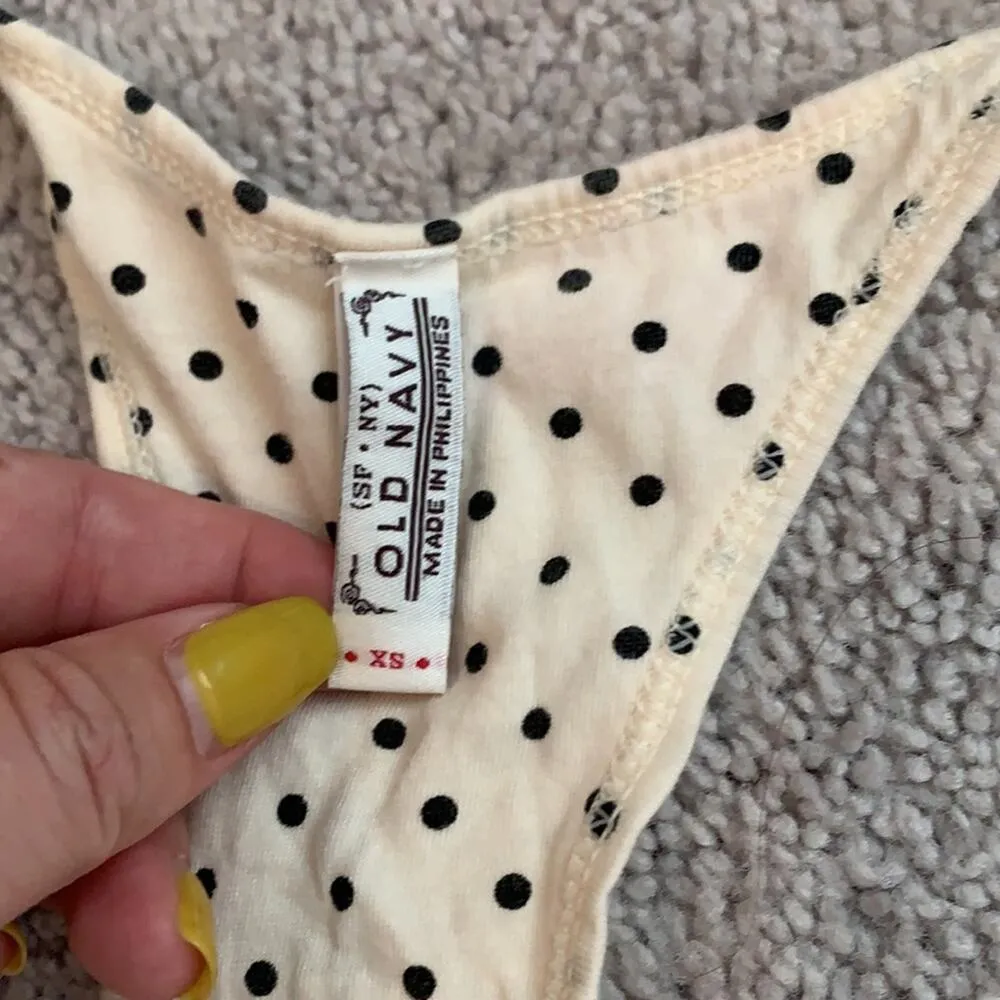 (SF • NY)
OLD NAVY
MADE IN PHILIPPINES
• XS •